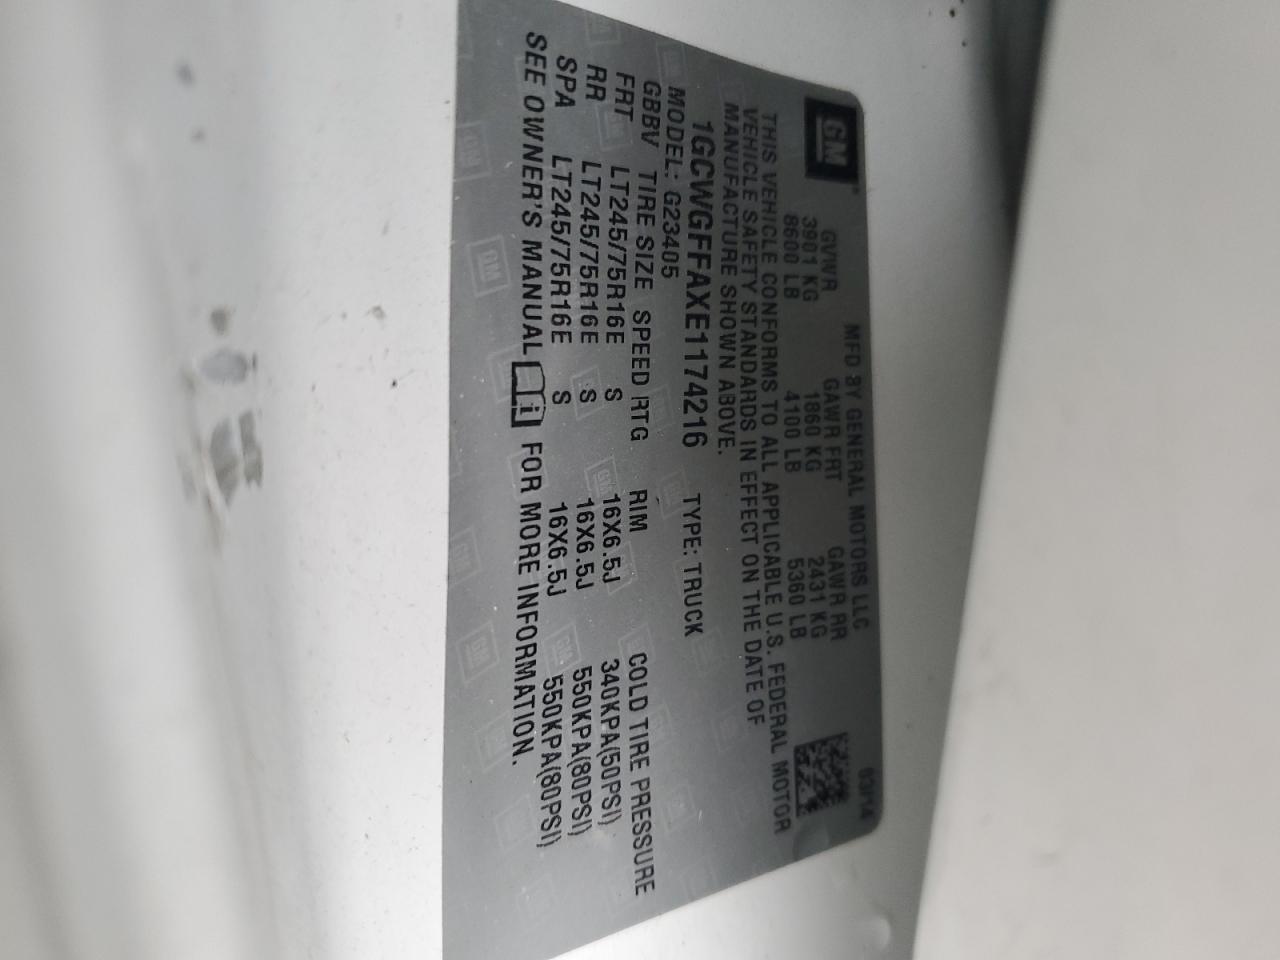 GM
MFD BY GENERAL MOTORS LLC 03/14
GVWR GAWR FRT GAWR RR
3901 KG 1860 KG 2431 KG
8600 LB 4100 LB 5360 LB
THIS VEHICLE CONFORMS TO ALL APPLICABLE U.S. FEDERAL MOTOR
VEHICLE SAFETY STANDARDS IN EFFECT ON THE DATE OF
MANUFACTURE SHOWN ABOVE.
1GCWGFFAXE1174216 TYPE: TRUCK
MODEL: G23405
GBBV TIRE SIZE SPEED RTG RIM COLD TIRE PRESSURE
FRT LT245/75R16E S 16X6.5J 340KPA(50PSI)
RR LT245/75R16E S 16X6.5J 550KPA(80PSI)
SPA LT245/75R16E S 16X6.5J 550KPA(80PSI)
SEE OWNER'S MANUAL i FOR MORE INFORMATION.